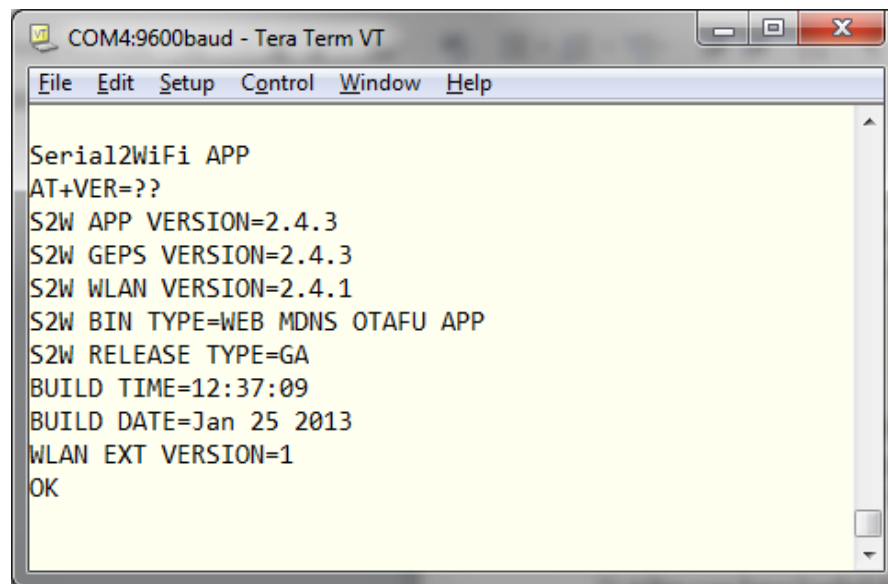 COM4:9600baud - Tera Term VT
File Edit Setup Control Window Help
Serial2WiFi APP
AT+VER=??
S2W APP VERSION=2.4.3
S2W GEPS VERSION=2.4.3
S2W WLAN VERSION=2.4.1
S2W BIN TYPE=WEB MDNS OTAFU APP
S2W RELEASE TYPE=GA
BUILD TIME=12:37:09
BUILD DATE=Jan 25 2013
WLAN EXT VERSION=1
OK